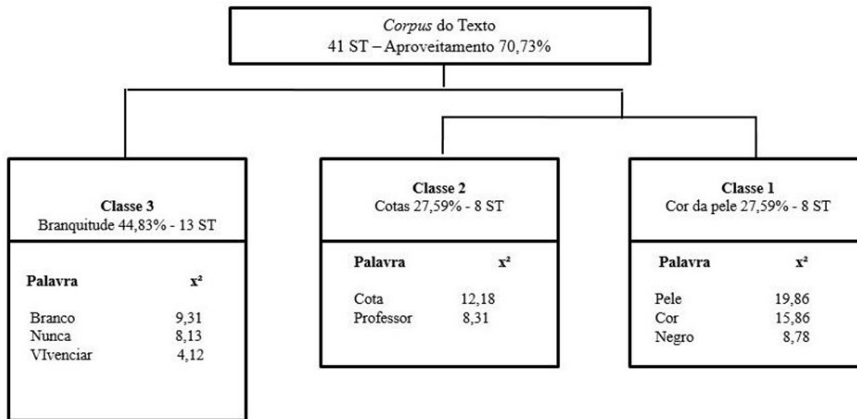 Corpus do Texto
41 ST – Aproveitamento 70,73%
Classe 3
Branquitude 44,83% - 13 ST
Palavra x²
Branco 9,31
Nunca 8,13
VIvenciar 4,12
Classe 2
Cotas 27,59% - 8 ST
Palavra x²
Cota 12,18
Professor 8,31
Classe 1
Cor da pele 27,59% - 8 ST
Palavra x²
Pele 19,86
Cor 15,86
Negro 8,78